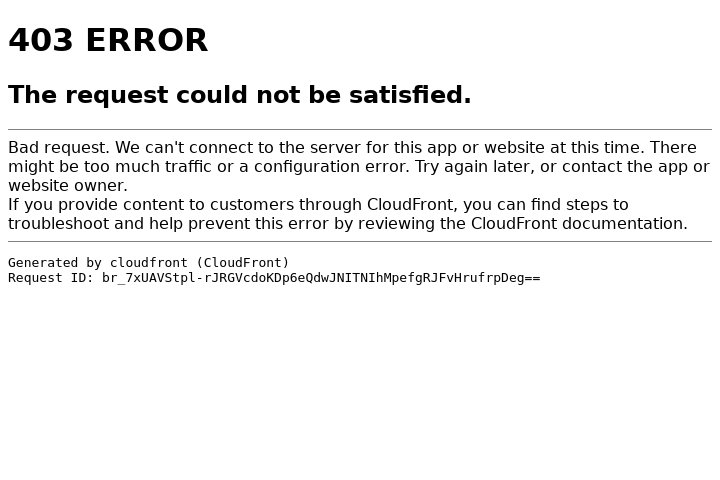 403 ERROR
The request could not be satisfied.
Bad request. We can't connect to the server for this app or website at this time. There
might be too much traffic or a configuration error. Try again later, or contact the app or
website owner.
If you provide content to customers through CloudFront, you can find steps to
troubleshoot and help prevent this error by reviewing the CloudFront documentation.
Generated by cloudfront (CloudFront)
Request ID: br_7xUAVStpl-rJRGVcdoKDp6eQdwJNITNIhMpefgRJFvHrufrpDeg==